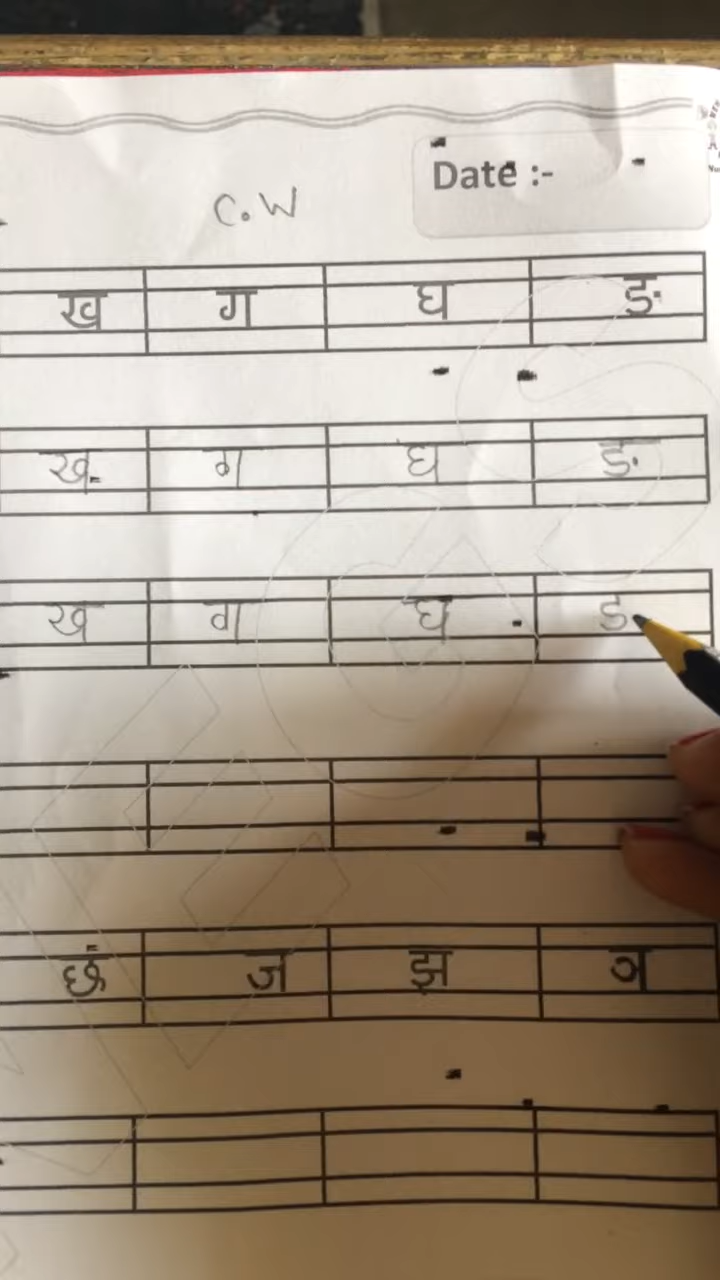 Date :-
C.W
ख ग घ ङ
ख ग घ ङ
ख ग घ ङ
छ ज झ ञ